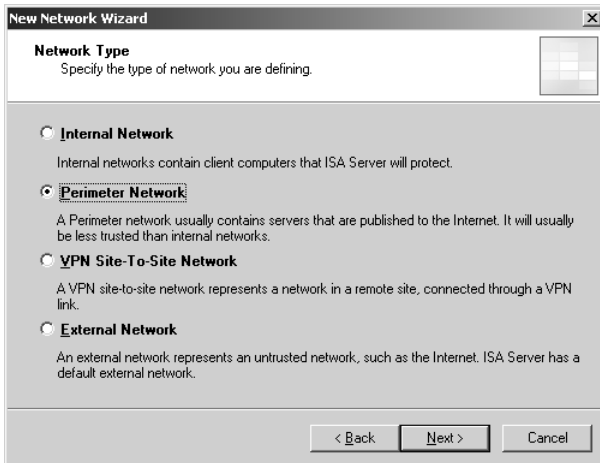 New Network Wizard
Network Type
Specify the type of network you are defining.
Internal Network
Internal networks contain client computers that ISA Server will protect.
Perimeter Network
A Perimeter network usually contains servers that are published to the Internet. It will usually
be less trusted than internal networks.
VPN Site-To-Site Network
A VPN site-to-site network represents a network in a remote site, connected through a VPN
link.
External Network
An external network represents an untrusted network, such as the Internet. ISA Server has a
default external network.
< Back Next > Cancel